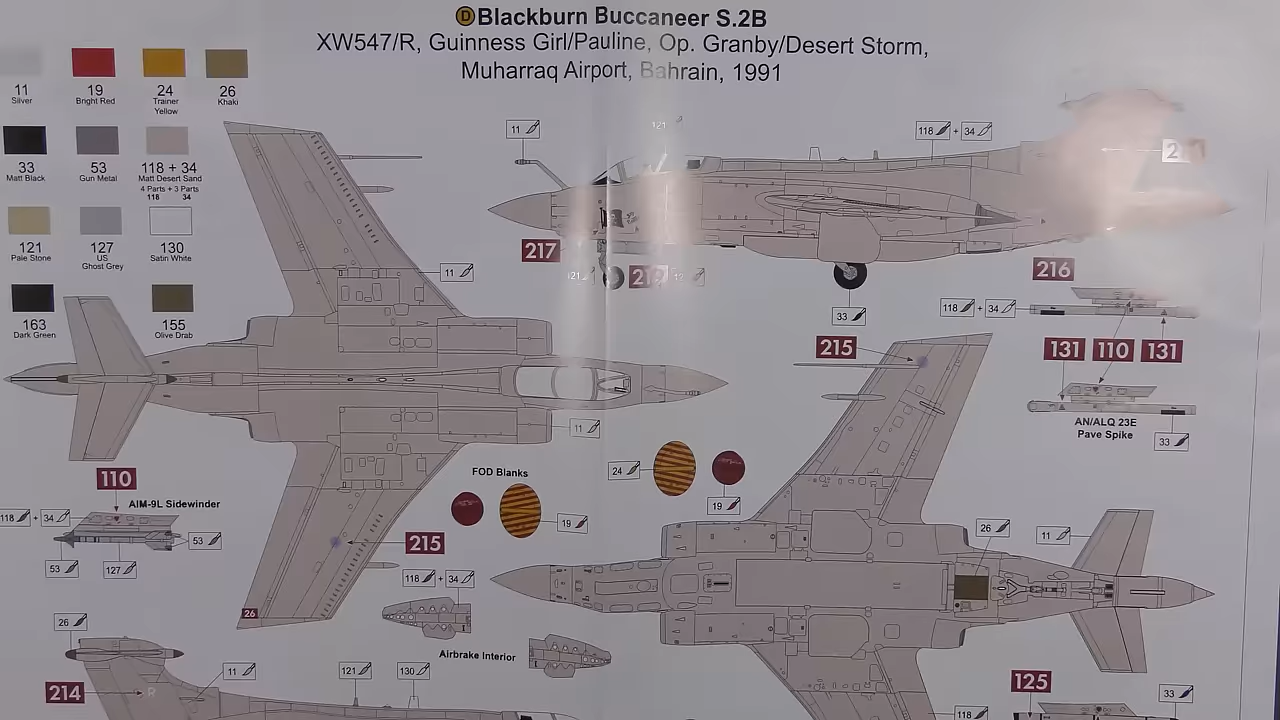 D Blackburn Buccaneer S.2B
XW547/R, Guinness Girl/Pauline, Op. Granby/Desert Storm,
Muharraq Airport, Bahrain, 1991
11
Silver
19
Bright Red
24
Trainer
Yellow
26
Khaki
33
Matt Black
53
Gun Metal
118 + 34
Matt Desert Sand
4 Parts + 3 Parts
118 34
121
Pale Stone
127
US
Ghost Grey
130
Satin White
163
Dark Green
155
Olive Drab
11
121
118 + 34
217
121
33
216
118 + 34
131
110
131
AN/ALQ 23E
Pave Spike
33
11
11
215
215
26
110
AIM-9L Sidewinder
118 + 34
53
53
127
FOD Blanks
19
24
19
118 + 34
Airbrake Interior
26
11
26
214
R
11
121
130
118
125
33